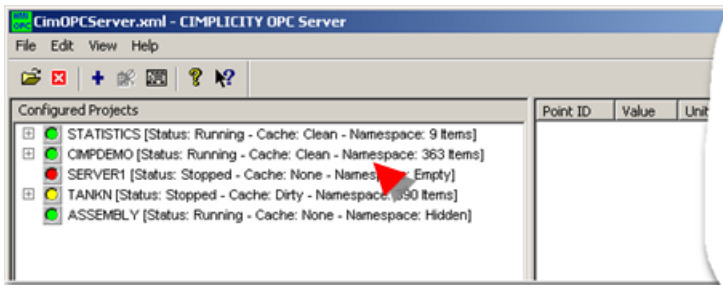 CimOPCServer.xml - CIMPLICITY OPC Server
File Edit View Help
Configured Projects
Point ID Value Unit
STATISTICS [Status: Running - Cache: Clean - Namespace: 9 Items]
CIMPDEMO [Status: Running - Cache: Clean - Namespace: 363 Items]
SERVER1 [Status: Stopped - Cache: None - Empty]
TANKN [Status: Stopped - Cache: Dirty - Namespace: Items]
ASSEMBLY [Status: Running - Cache: None - Namespace: Hidden]